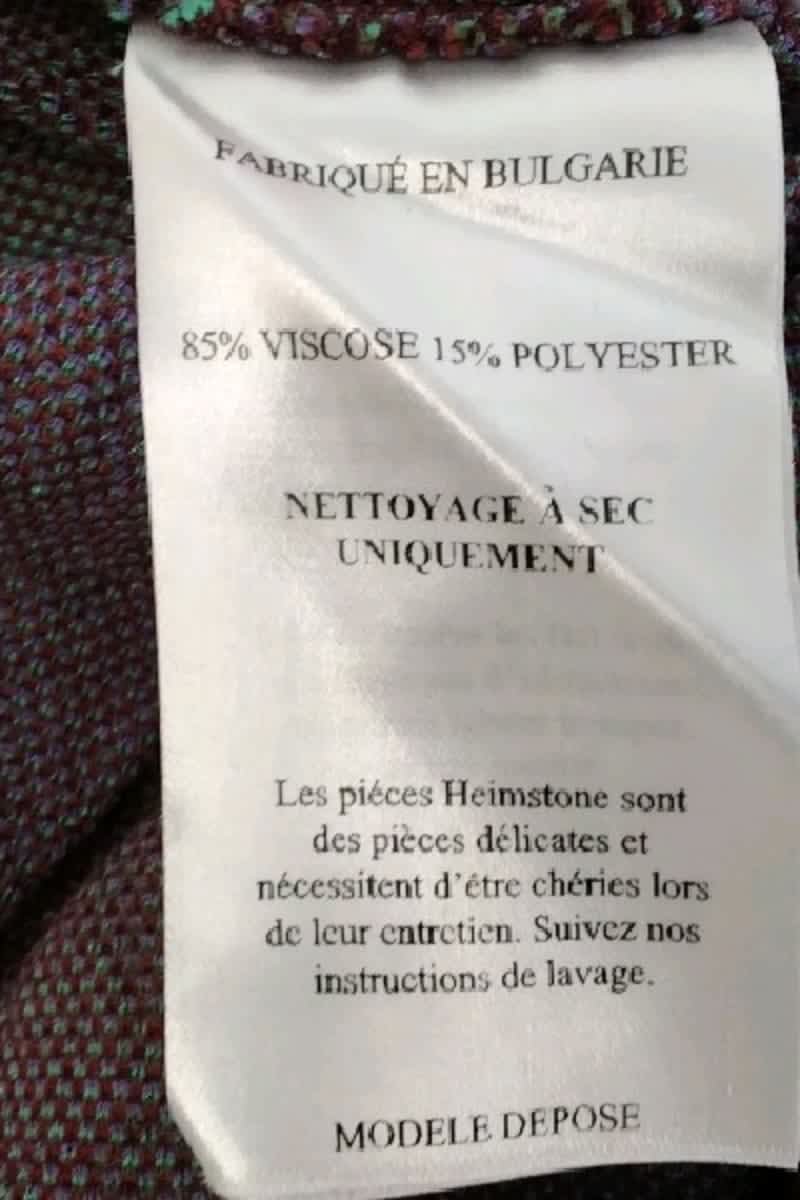 FABRIQUÉ EN BULGARIE
85% VISCOSE 15% POLYESTER
NETTOYAGE À SEC
UNIQUEMENT
Les piéces Heimstone sont
des pièces délicates et
nécessitent d'être chéries lors
de leur entretien. Suivez nos
instructions de lavage.
MODELE DEPOSE